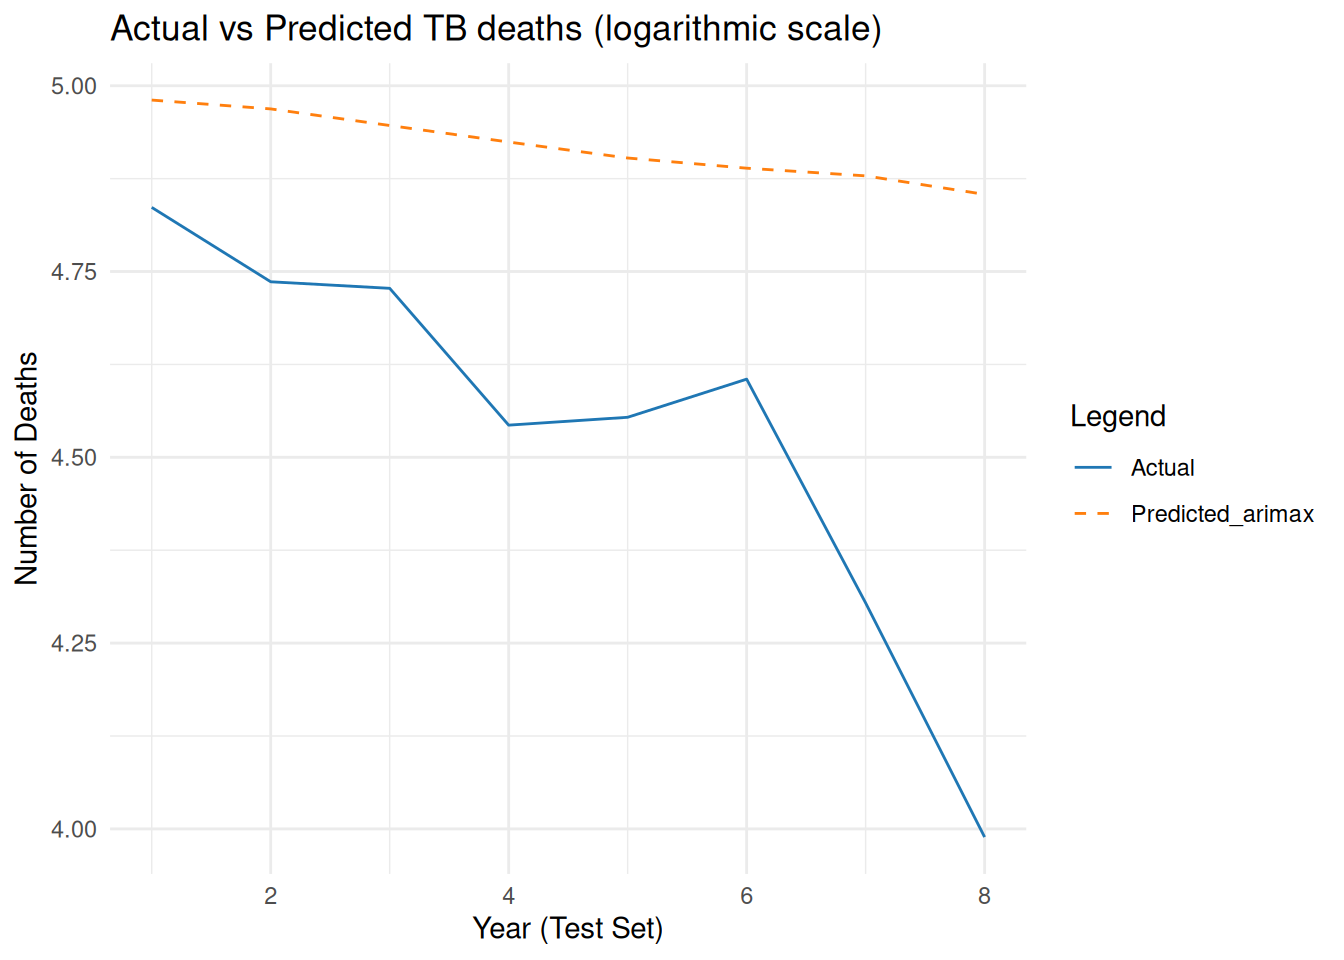 Actual vs Predicted TB deaths (logarithmic scale)
Number of Deaths
5.00
4.75
4.50
4.25
4.00
2 4 6 8
Year (Test Set)
Legend
Actual
Predicted_arimax